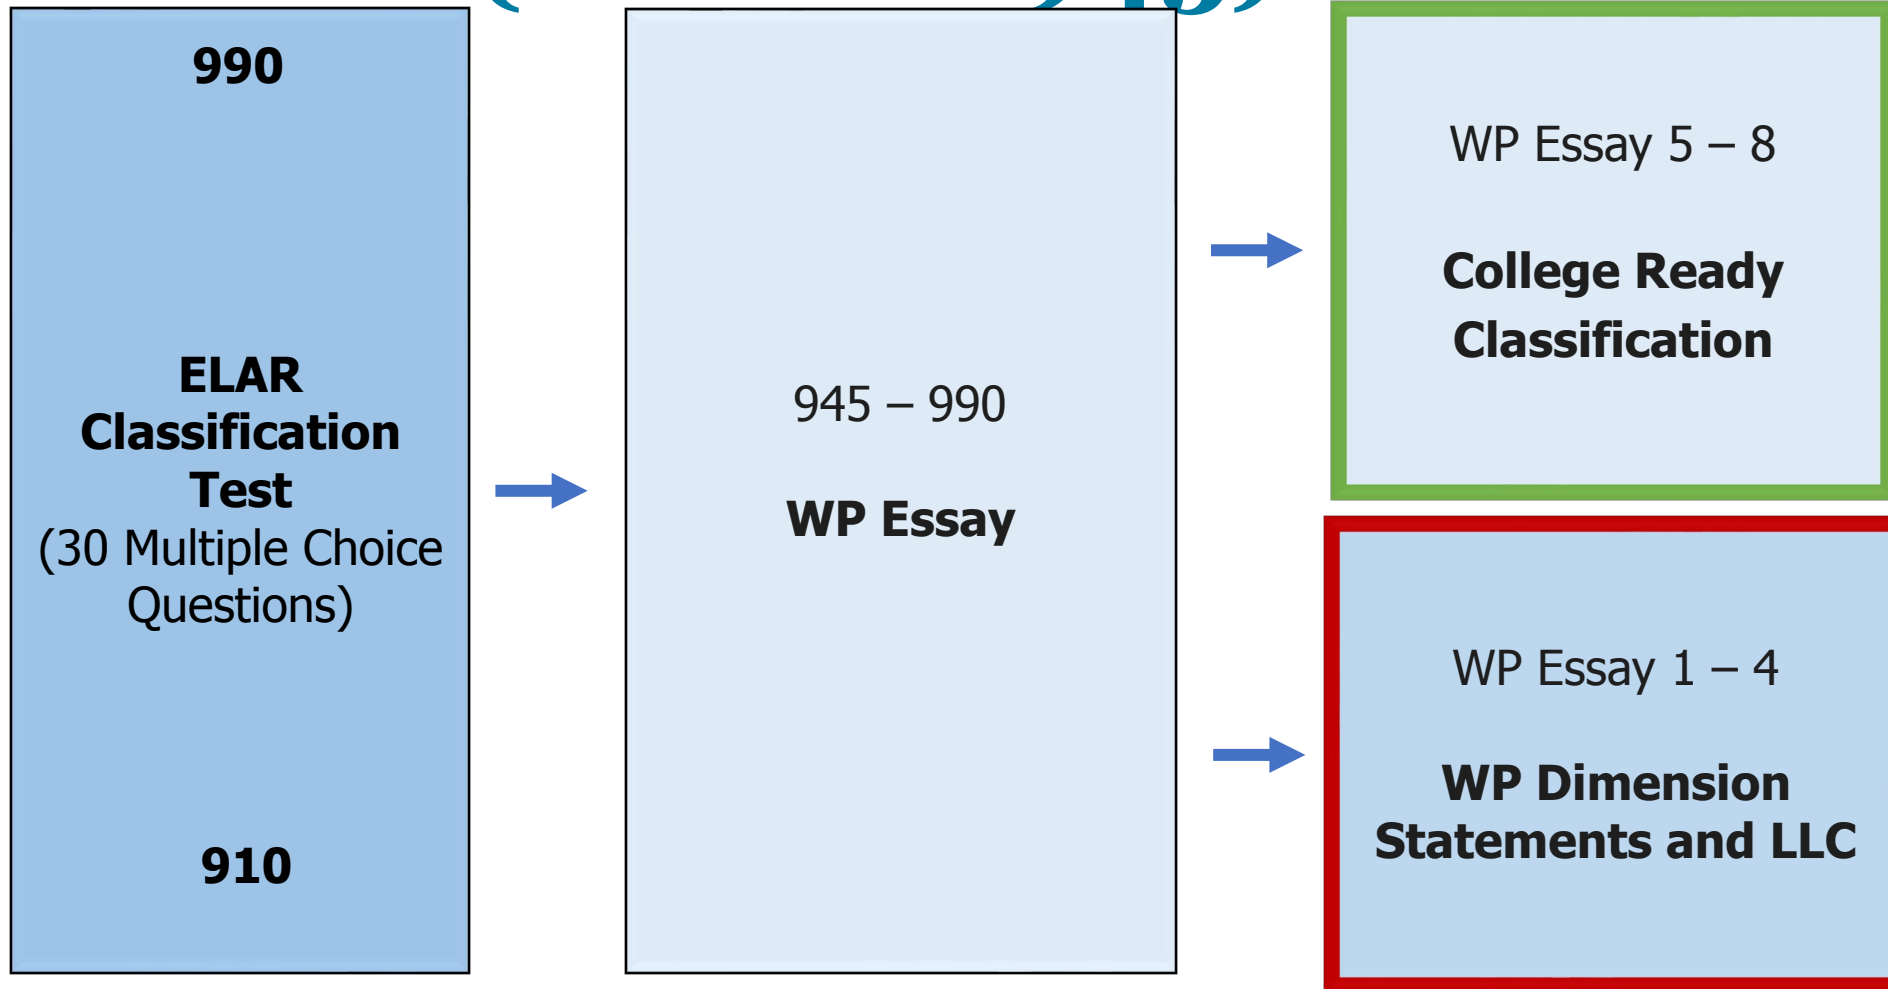 990
ELAR
Classification
Test
(30 Multiple Choice
Questions)
910
945 – 990
WP Essay
WP Essay 5 – 8
College Ready
Classification
WP Essay 1 – 4
WP Dimension
Statements and LLC